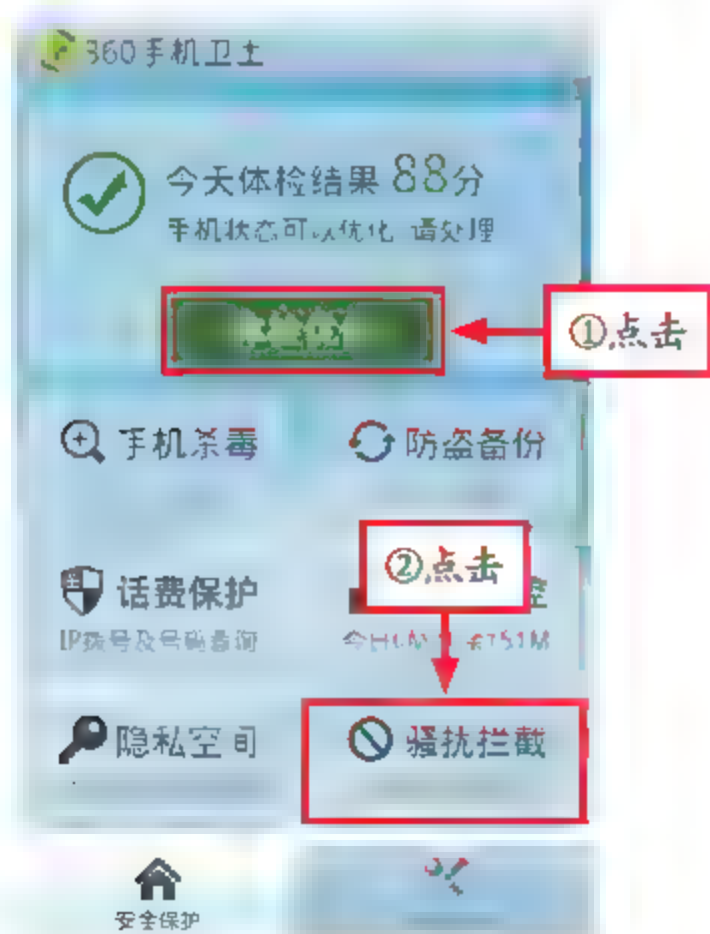 360手机卫士
今天体检结果 88分
手机状态可以优化 请处理
①点击
手机杀毒
防盗备份
②点击
话费保护
IP拨号及号码查询
隐私空间
骚扰拦截
安全保护